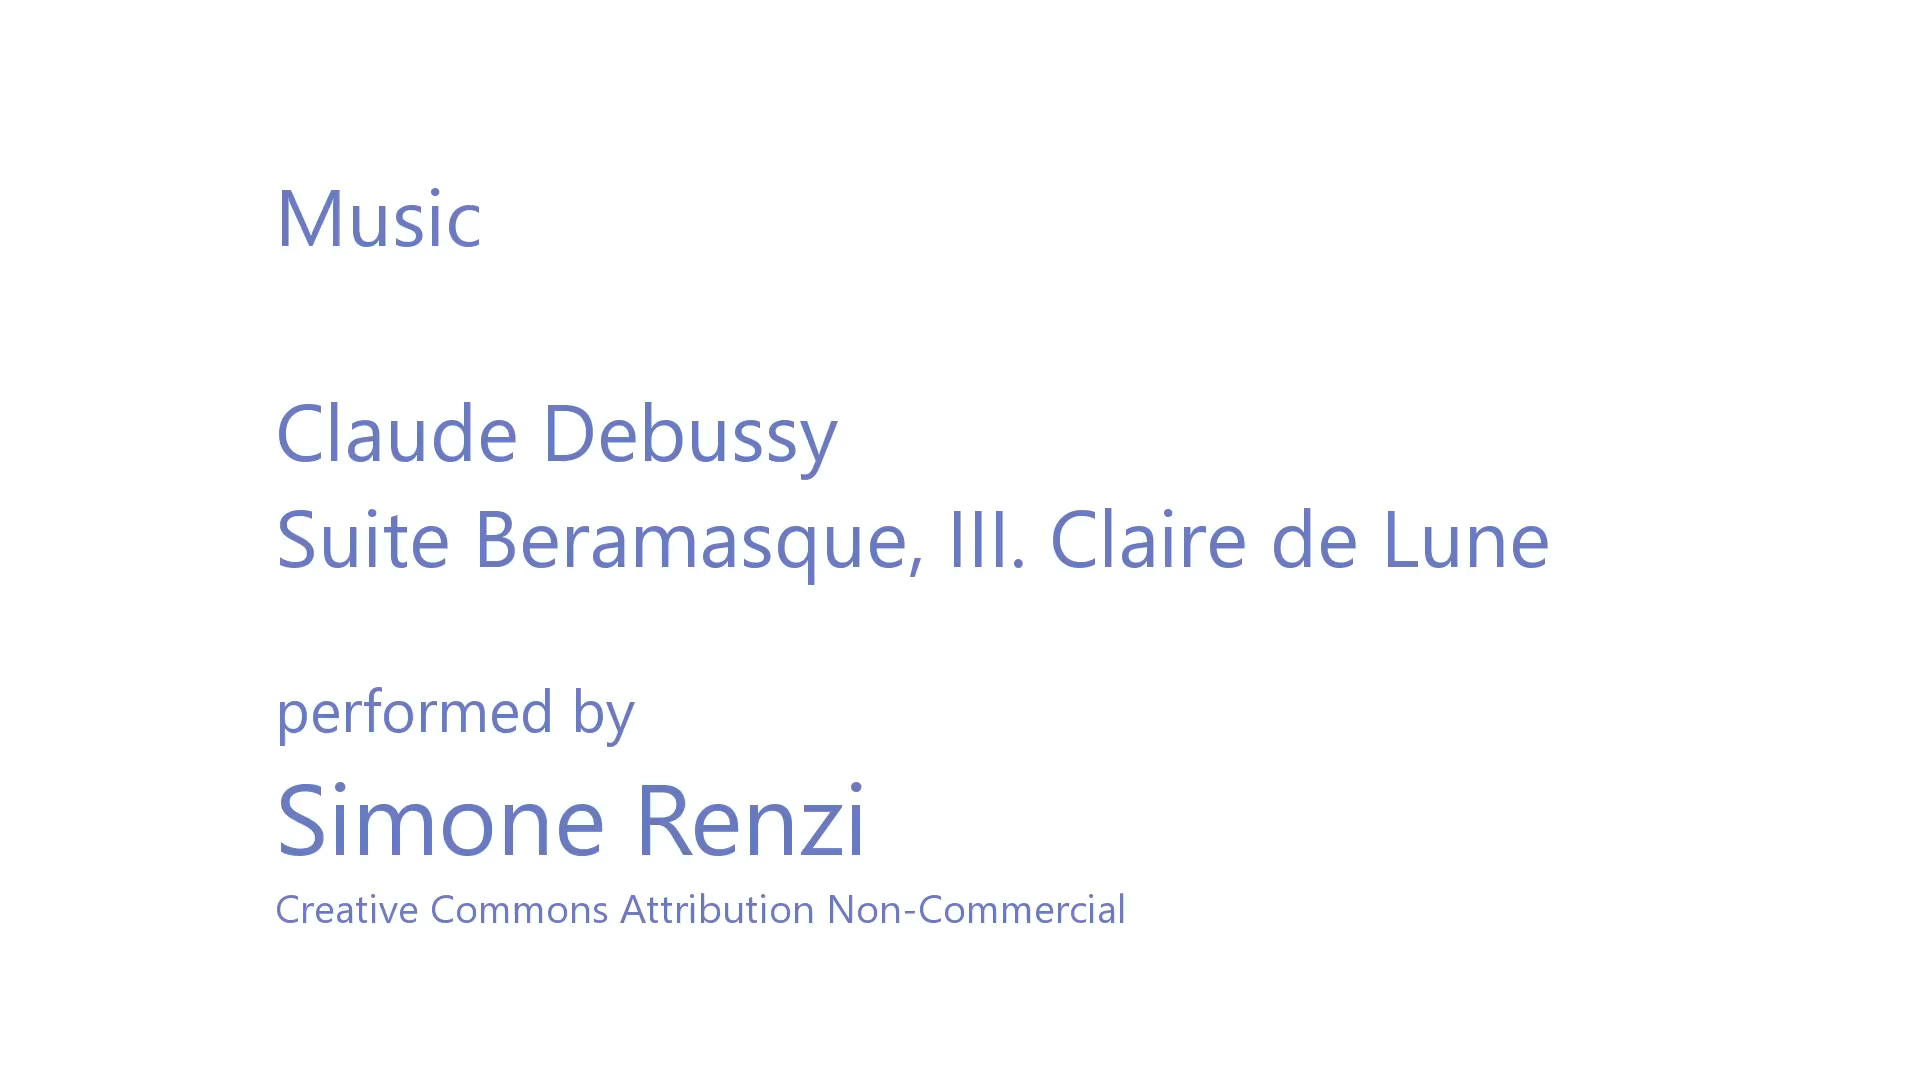 Music
Claude Debussy
Suite Beramasque, III. Claire de Lune
performed by
Simone Renzi
Creative Commons Attribution Non-Commercial